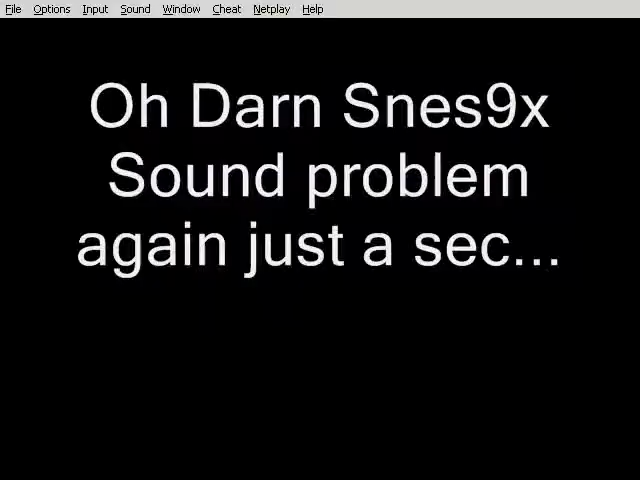 File Options Input Sound Window Cheat Netplay Help
Oh Darn Snes9x
Sound problem
again just a sec...